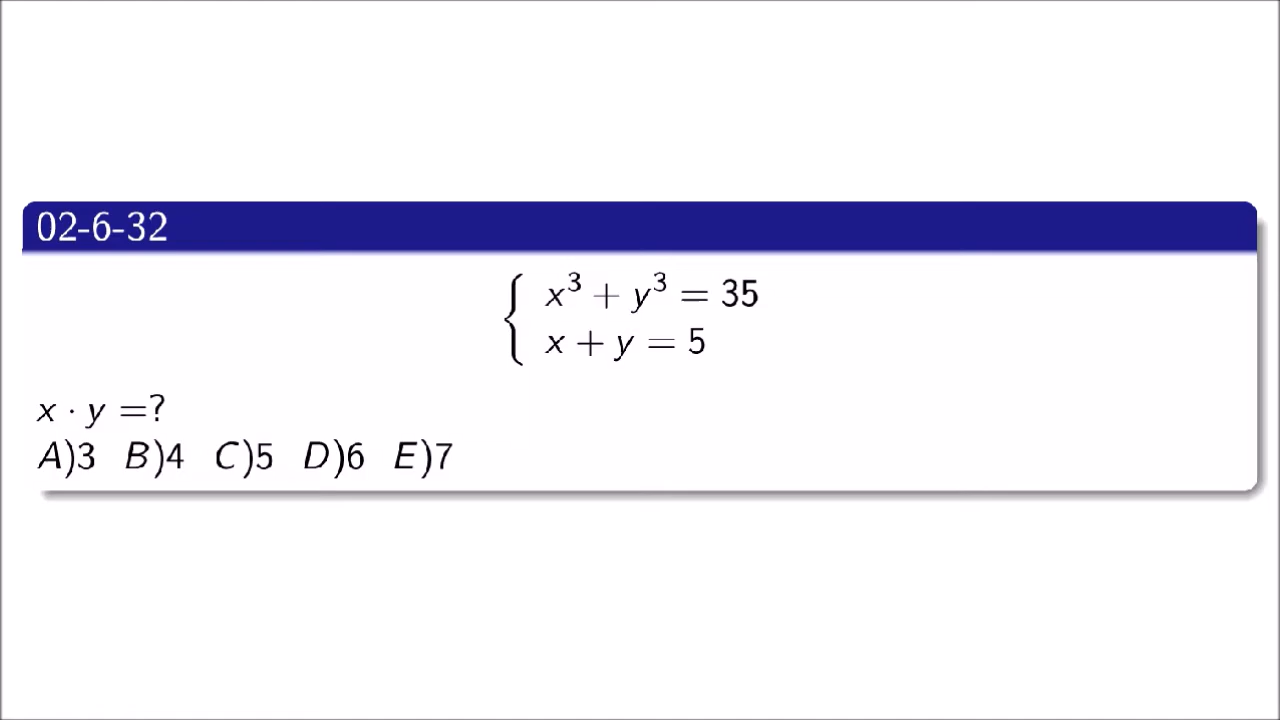 02-6-32
x³ + y³ = 35
x + y = 5
x · y =?
A)3 B)4 C)5 D)6 E)7